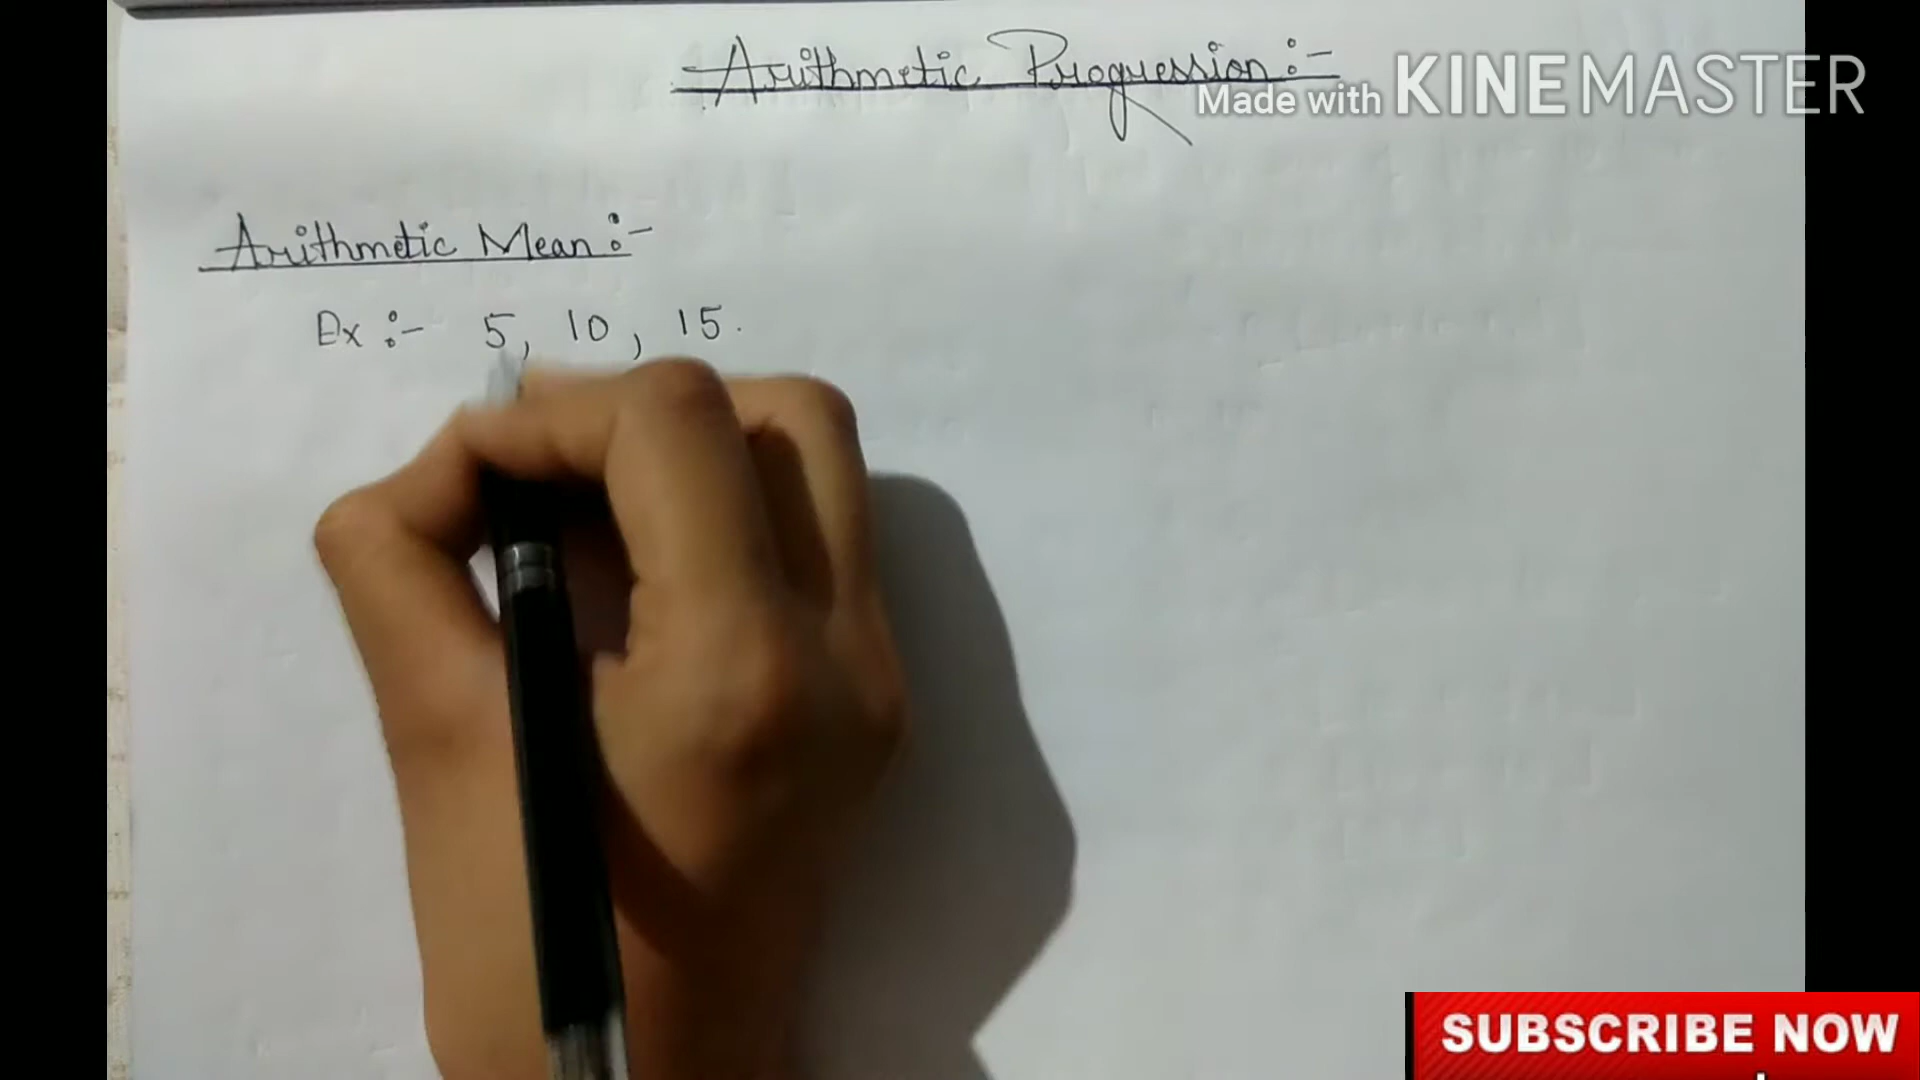 Arithmetic Progression :-
Made with KINEMASTER
Arithmetic Mean :-
Ex :- 5, 10, 15.
SUBSCRIBE NOW